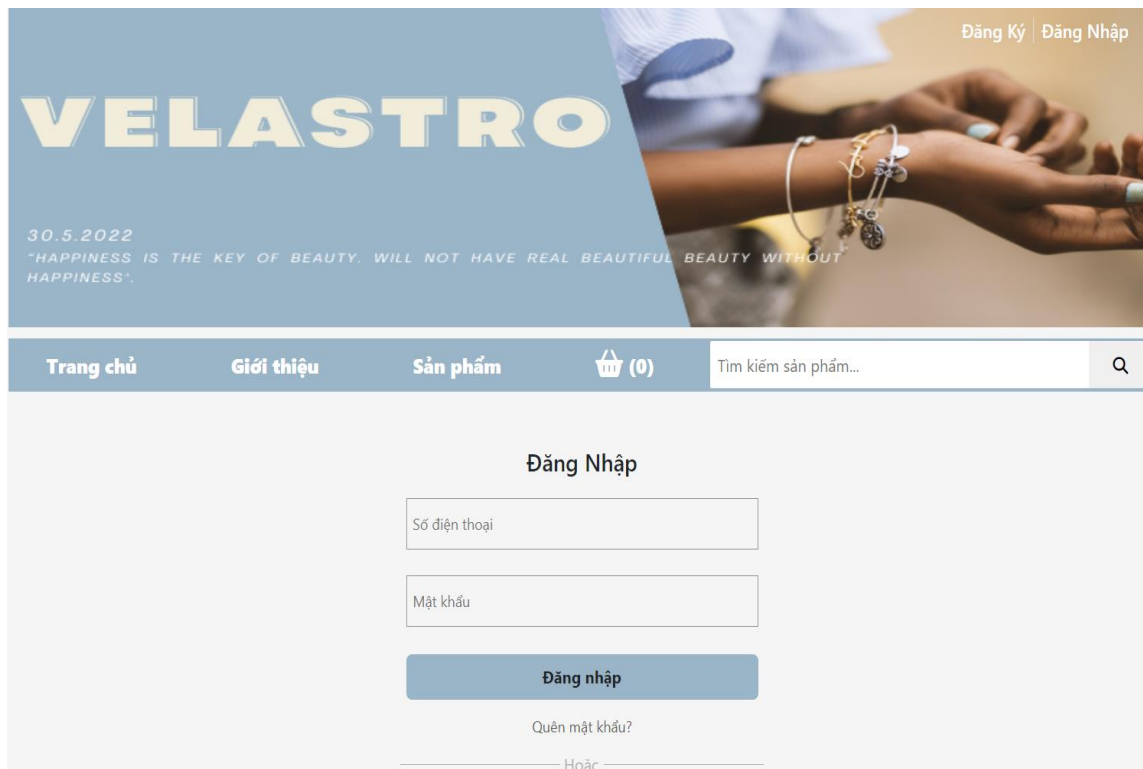 Đăng Ký Đăng Nhập
VELASTRO
30.5.2022
"HAPPINESS IS THE KEY OF BEAUTY. WILL NOT HAVE REAL BEAUTIFUL BEAUTY WITHOUT
HAPPINESS".
Trang chủ Giới thiệu Sản phẩm (0) Tìm kiếm sản phẩm...
Đăng Nhập
Số điện thoại
Mật khẩu
Đăng nhập
Quên mật khẩu?
Hoặc